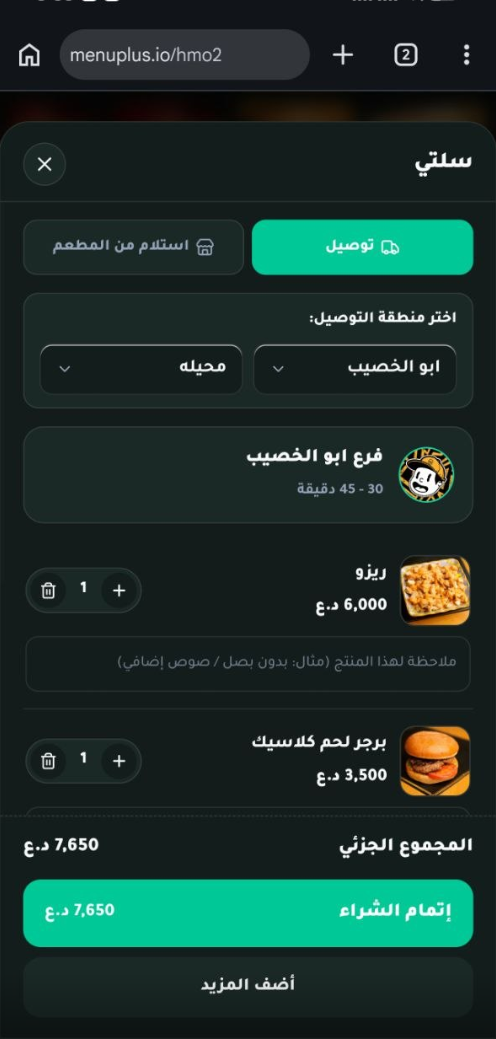 menuplus.io/hmo2
2
سلتي
توصيل
استلام من المطعم
اختر منطقة التوصيل:
ابو الخصيب
محيله
فرع ابو الخصيب
30 - 45 دقيقة
ريزو
6,000 د.ع
1
ملاحظة لهذا المنتج (مثال: بدون بصل / صوص إضافي)
برجر لحم كلاسيك
3,500 د.ع
1
المجموع الجزئي
7,650 د.ع
إتمام الشراء
7,650 د.ع
أضف المزيد